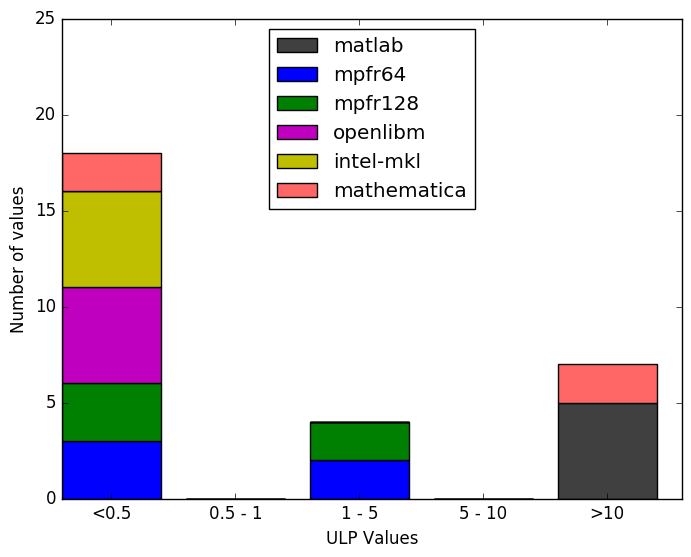 25
20
15
10
5
0
Number of values
matlab
mpfr64
mpfr128
openlibm
intel-mkl
mathematica
<0.5
0.5 - 1
1 - 5
5 - 10
>10
ULP Values